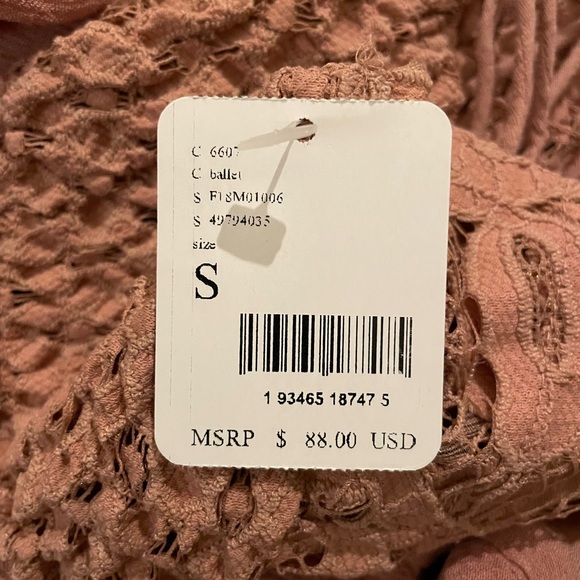 C 6607
C ballet
S F18M01006
S 49794035
size
S
1 93465 18747 5
MSRP $ 88.00 USD